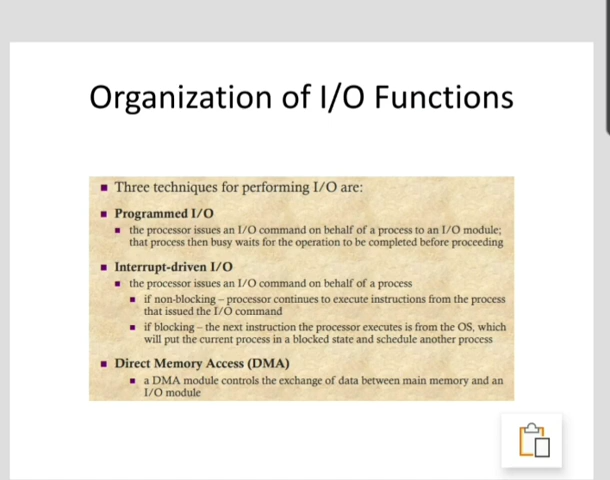 Organization of I/O Functions
Three techniques for performing I/O are:
Programmed I/O
the processor issues an I/O command on behalf of a process to an I/O module;
that process then busy waits for the operation to be completed before proceeding
Interrupt-driven I/O
the processor issues an I/O command on behalf of a process
if non-blocking – processor continues to execute instructions from the process
that issued the I/O command
if blocking – the next instruction the processor executes is from the OS, which
will put the current process in a blocked state and schedule another process
Direct Memory Access (DMA)
a DMA module controls the exchange of data between main memory and an
I/O module